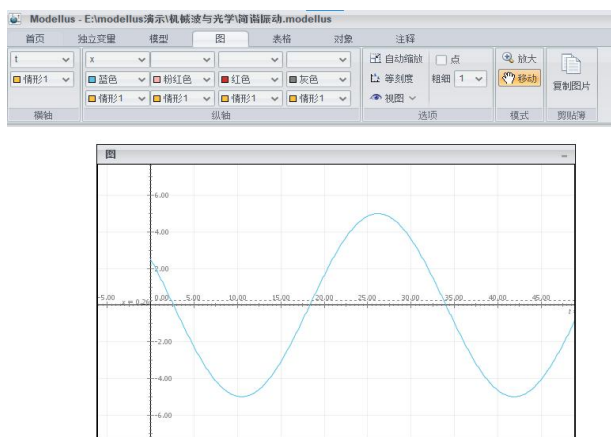 Modellus - E:\modellus演示\机械波与光学\简谐振动.modellus
首页 独立变量 模型 图 表格 对象 注释
t x 自动缩放 点 放大
情形1 蓝色 粉红色 红色 灰色 等刻度 粗细 1 移动 复制图片
情形1 情形1 情形1 情形1 视图
横轴 纵轴 选项 模式 剪贴簿
图
6.00
4.00
2.00
-5.00 0.00 5.00 10.00 15.00 20.00 25.00 30.00 35.00 40.00 45.00
-2.00
-4.00
-6.00